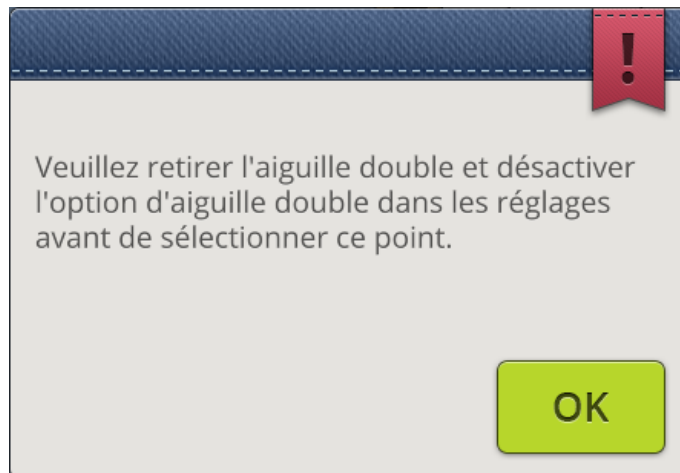 !
Veuillez retirer l'aiguille double et désactiver
l'option d'aiguille double dans les réglages
avant de sélectionner ce point.
OK